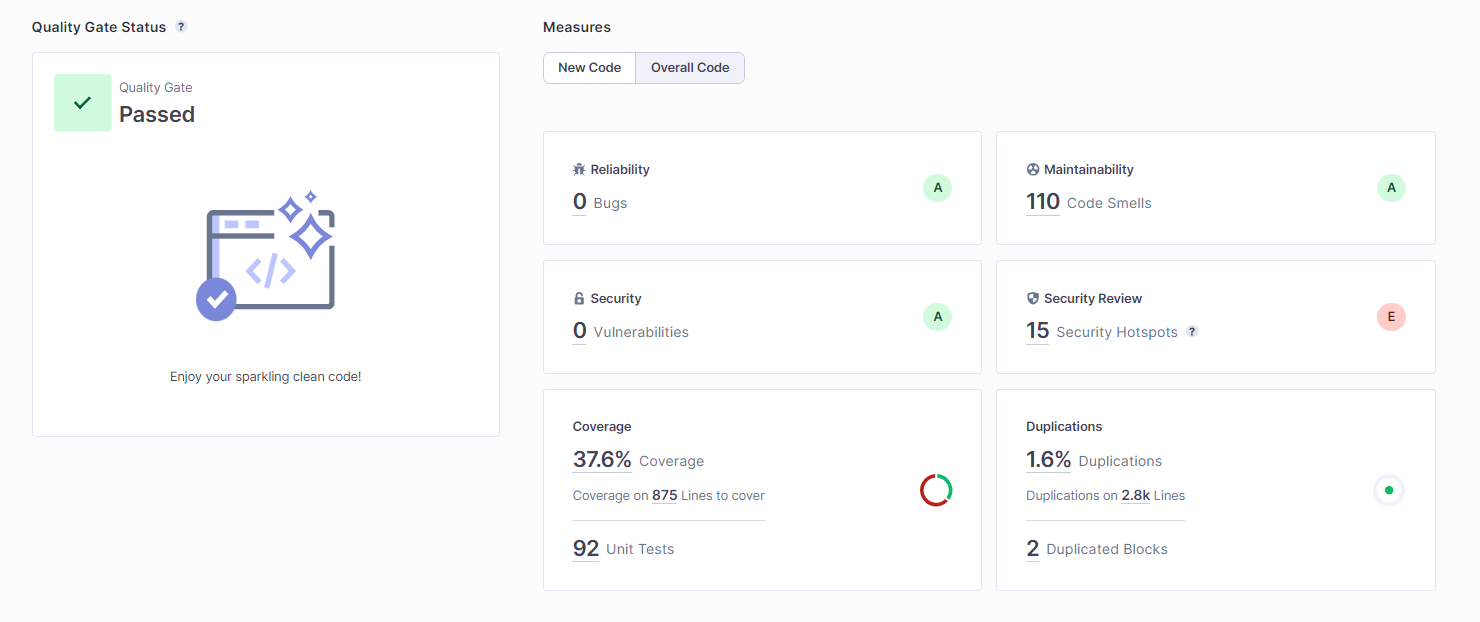 Quality Gate Status ?
Quality Gate
Passed
</>
Enjoy your sparkling clean code!
Measures
New Code Overall Code
Reliability
0 Bugs
A
Maintainability
110 Code Smells
A
Security
0 Vulnerabilities
A
Security Review
15 Security Hotspots ?
E
Coverage
37.6% Coverage
Coverage on 875 Lines to cover
92 Unit Tests
Duplications
1.6% Duplications
Duplications on 2.8k Lines
2 Duplicated Blocks